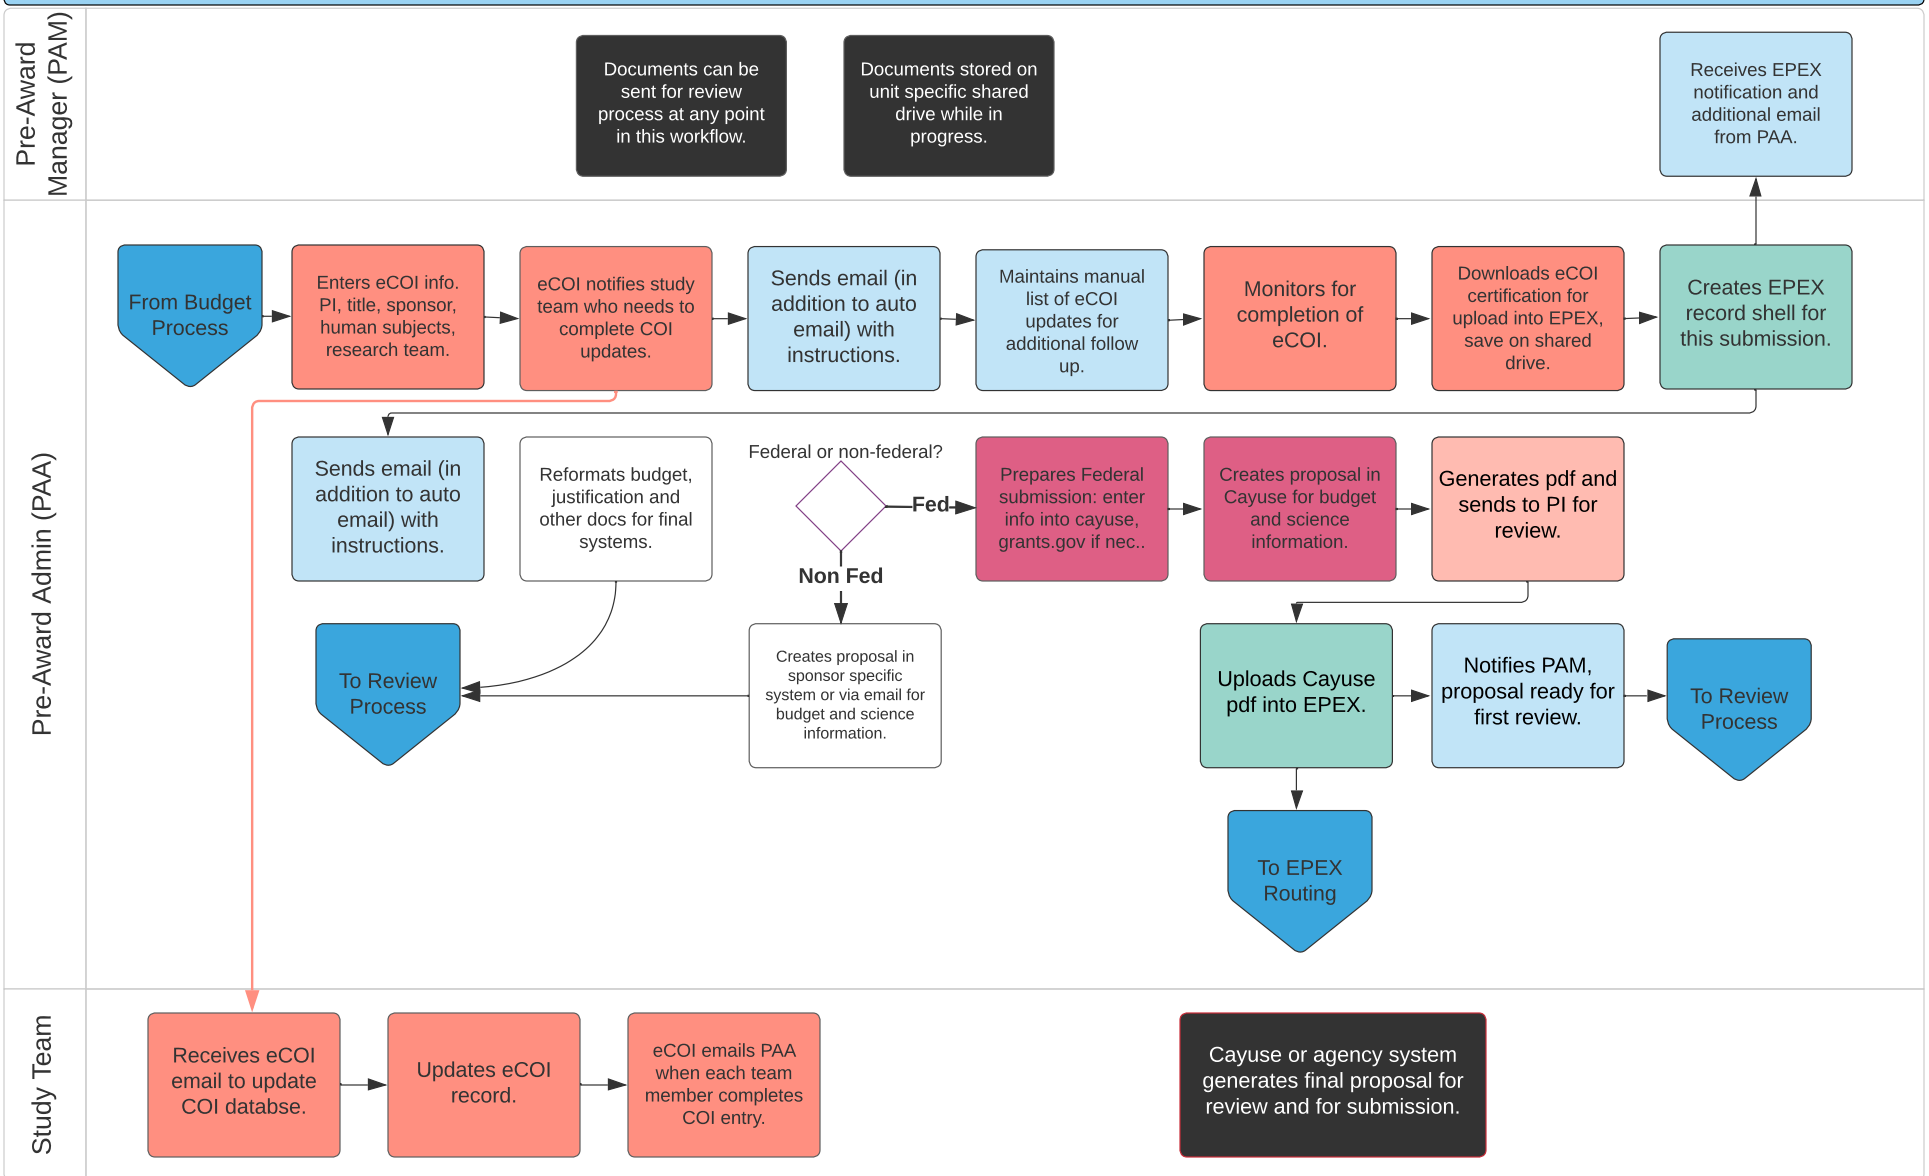 Pre-Award
Manager (PAM)
Documents can be
sent for review
process at any point
in this workflow.
Documents stored on
unit specific shared
drive while in
progress.
Receives EPEX
notification and
additional email
from PAA.
Pre-Award Admin (PAA)
From Budget
Process
Enters eCOI info.
PI, title, sponsor,
human subjects,
research team.
eCOI notifies study
team who needs to
complete COI
updates.
Sends email (in
addition to auto
email) with
instructions.
Maintains manual
list of eCOI
updates for
additional follow
up.
Monitors for
completion of
eCOI.
Downloads eCOI
certification for
upload into EPEX,
save on shared
drive.
Creates EPEX
record shell for
this submission.
Sends email (in
addition to auto
email) with
instructions.
Reformats budget,
justification and
other docs for final
systems.
Federal or non-federal?
Fed
Non Fed
Prepares Federal
submission: enter
info into cayuse,
grants.gov if nec..
Creates proposal in
Cayuse for budget
and science
information.
Generates pdf and
sends to PI for
review.
To Review
Process
Creates proposal in
sponsor specific
system or via email for
budget and science
information.
Uploads Cayuse
pdf into EPEX.
Notifies PAM,
proposal ready for
first review.
To Review
Process
To EPEX
Routing
Study Team
Receives eCOI
email to update
COI databse.
Updates eCOI
record.
eCOI emails PAA
when each team
member completes
COI entry.
Cayuse or agency system
generates final proposal for
review and for submission.